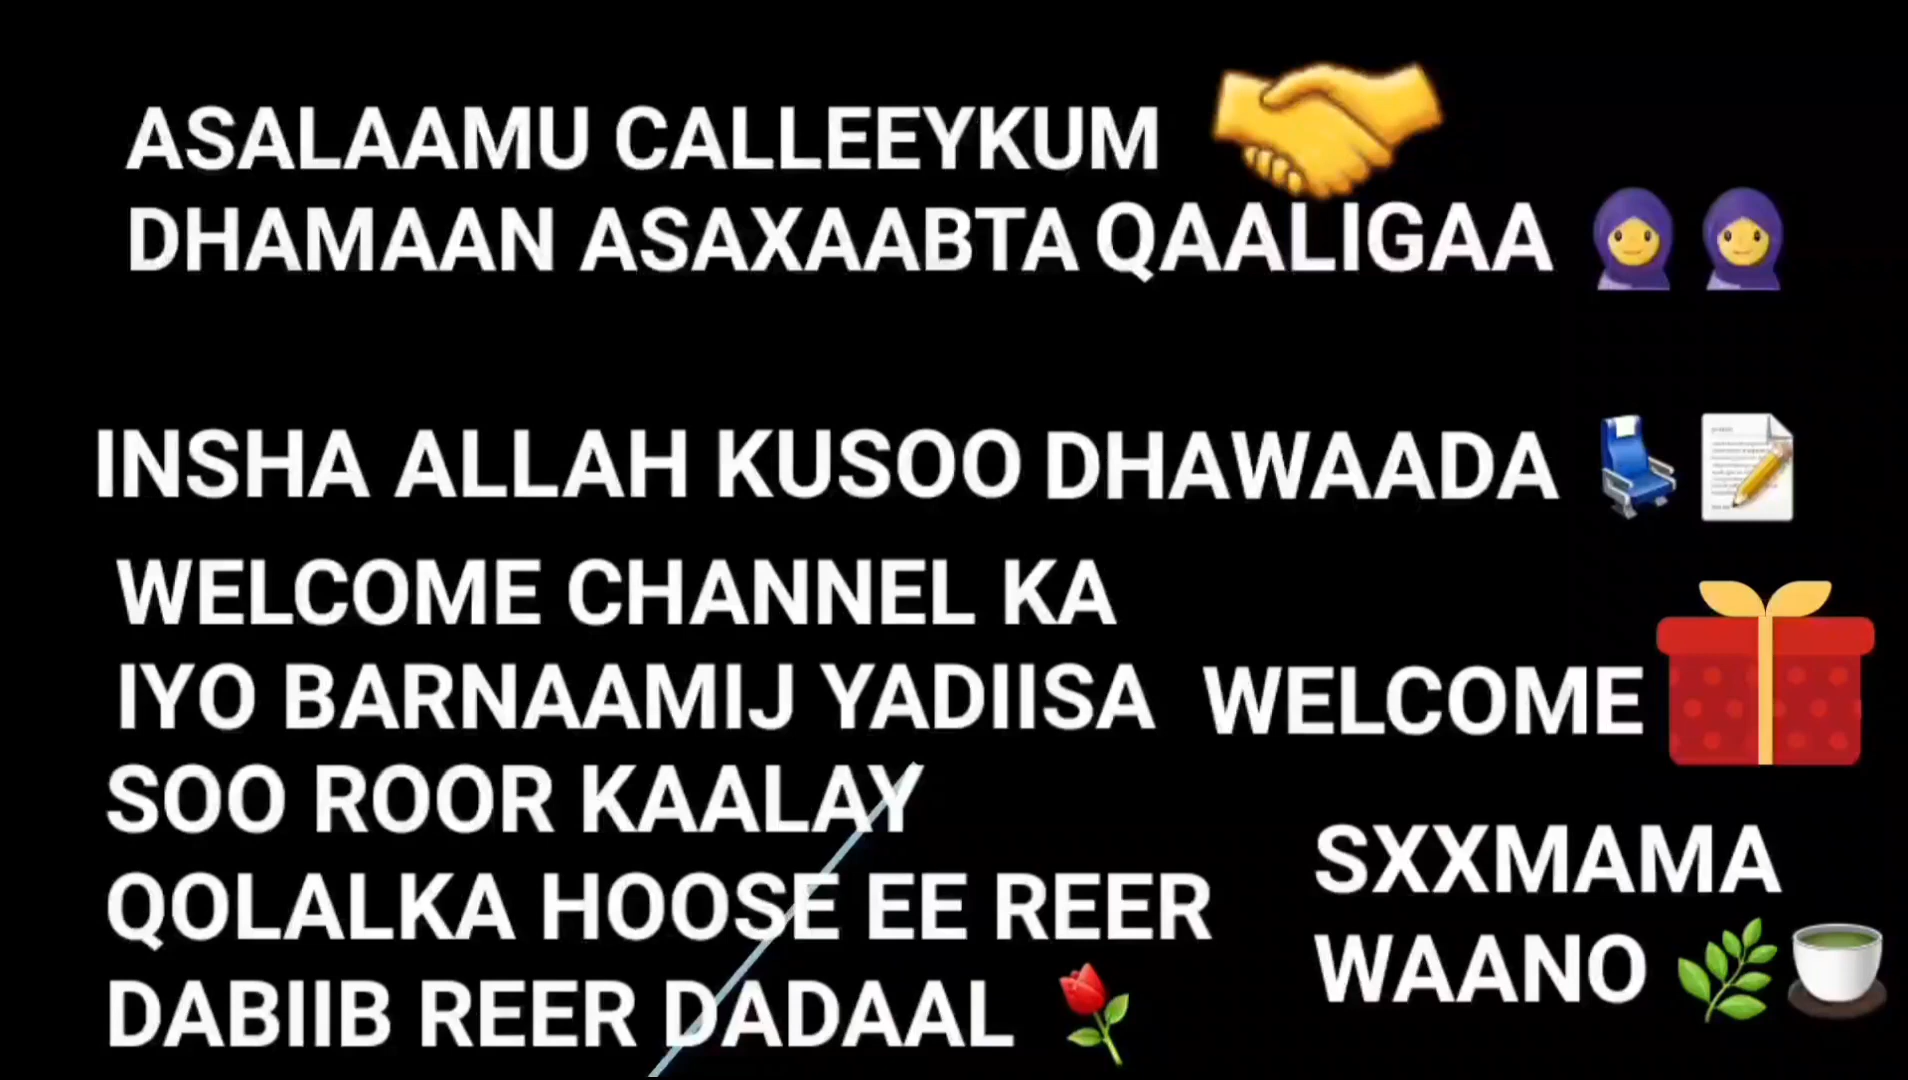 ASALAAMU CALLEEYKUM
DHAMAAN ASAXAABTA QAALIGAA
INSHA ALLAH KUSOO DHAWAADA
WELCOME CHANNEL KA
IYO BARNAAMIJ YADIISA
WELCOME
SOO ROOR KAALAY
QOLALKA HOOSE EE REER
DABIIB REER DADAAL
SXXMAMA
WAANO